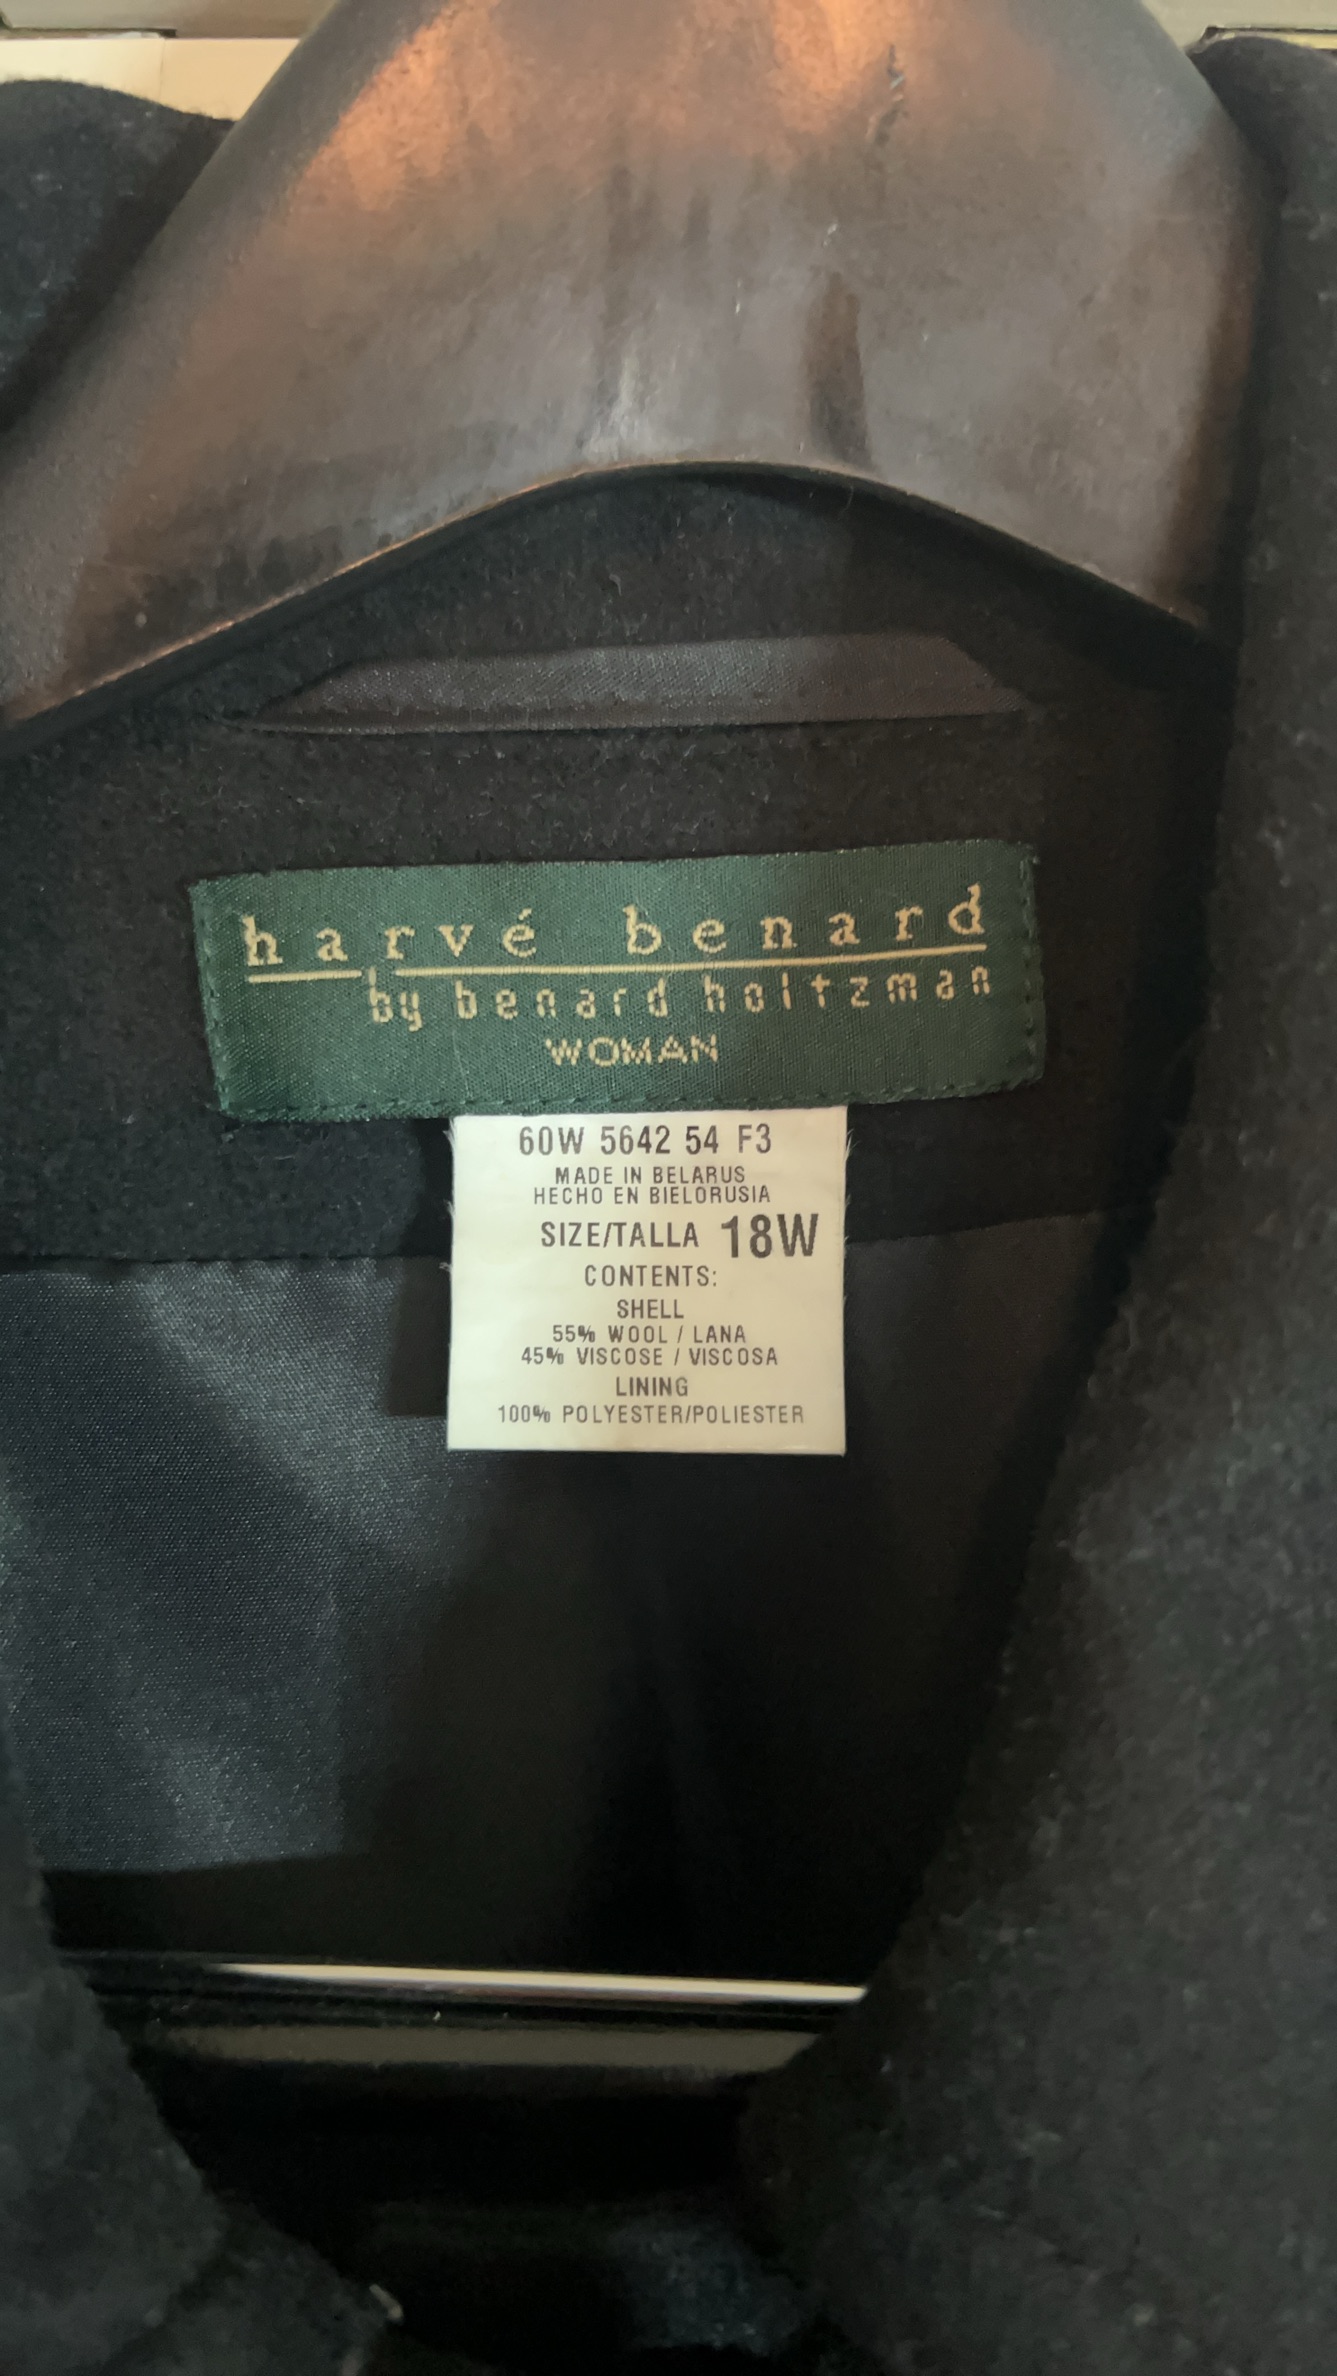 harvé benard
by benard holtzman
WOMAN
60W 5642 54 F3
MADE IN BELARUS
HECHO EN BIELORUSIA
SIZE/TALLA 18W
CONTENTS:
SHELL
55% WOOL / LANA
45% VISCOSE / VISCOSA
LINING
100% POLYESTER/POLIESTER